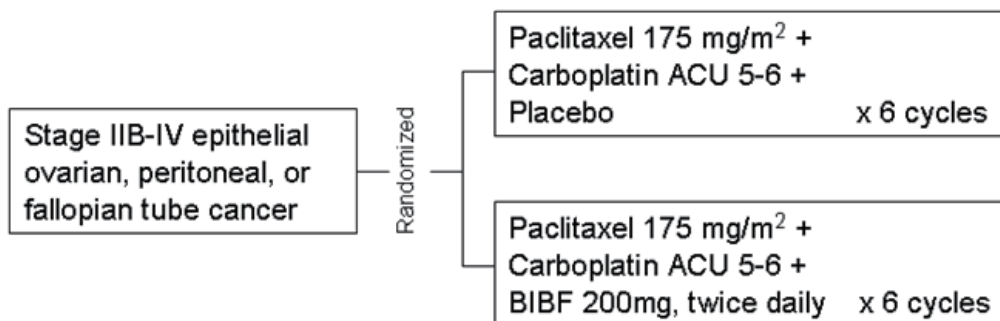 Stage IIB-IV epithelial
ovarian, peritoneal, or
fallopian tube cancer
Randomized
Paclitaxel 175 mg/m² +
Carboplatin ACU 5-6 +
Placebo x 6 cycles
Paclitaxel 175 mg/m² +
Carboplatin ACU 5-6 +
BIBF 200mg, twice daily x 6 cycles